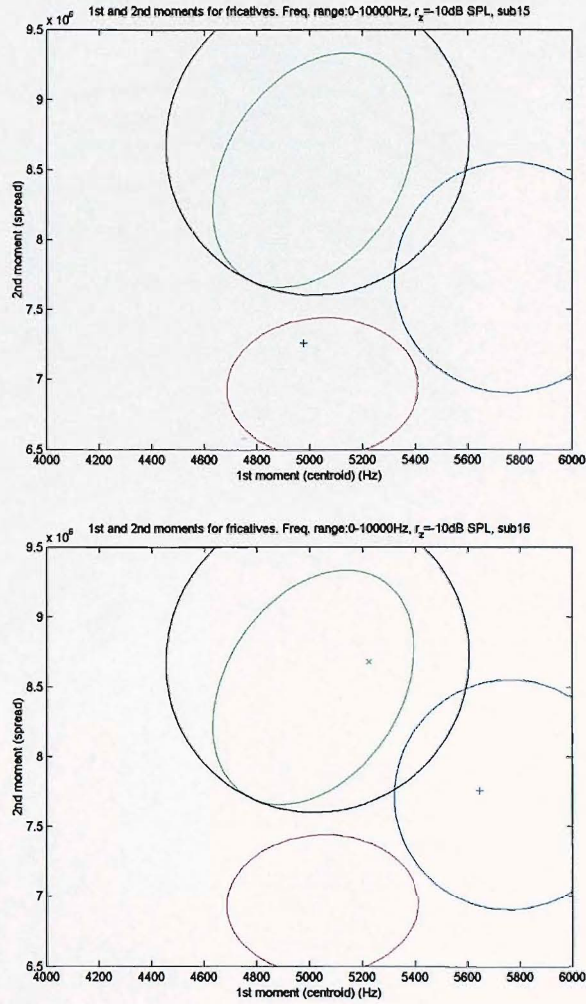 1st and 2nd moments for fricatives. Freq. range:0-10000Hz, r_z=-10dB SPL, sub15
x 10^6
9.5
9
8.5
8
7.5
7
6.5
2nd moment (spread)
4000 4200 4400 4600 4800 5000 5200 5400 5600 5800 6000
1st moment (centroid) (Hz)
1st and 2nd moments for fricatives. Freq. range:0-10000Hz, r_z=-10dB SPL, sub16
x 10^6
9.5
9
8.5
8
7.5
7
6.5
2nd moment (spread)
4000 4200 4400 4600 4800 5000 5200 5400 5600 5800 6000
1st moment (centroid) (Hz)